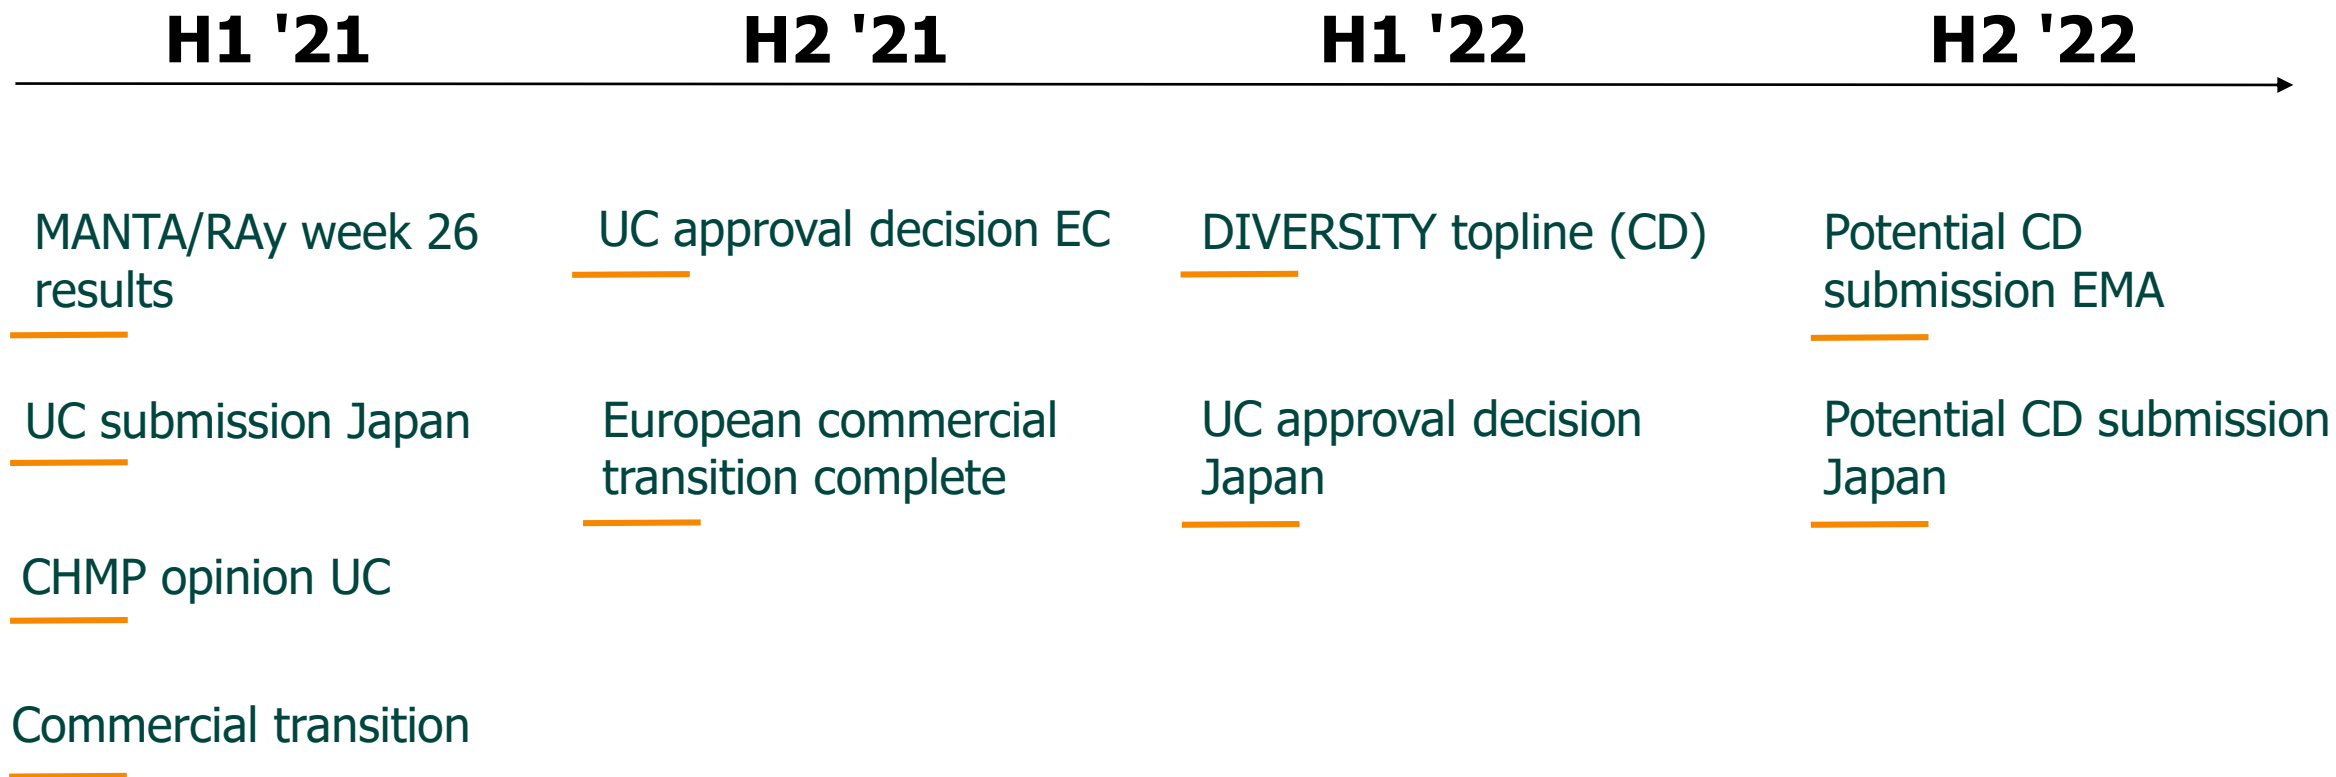 H1 '21
H2 '21
H1 '22
H2 '22
MANTA/RAy week 26
results
UC submission Japan
CHMP opinion UC
Commercial transition
UC approval decision EC
European commercial
transition complete
DIVERSITY topline (CD)
UC approval decision
Japan
Potential CD
submission EMA
Potential CD submission
Japan